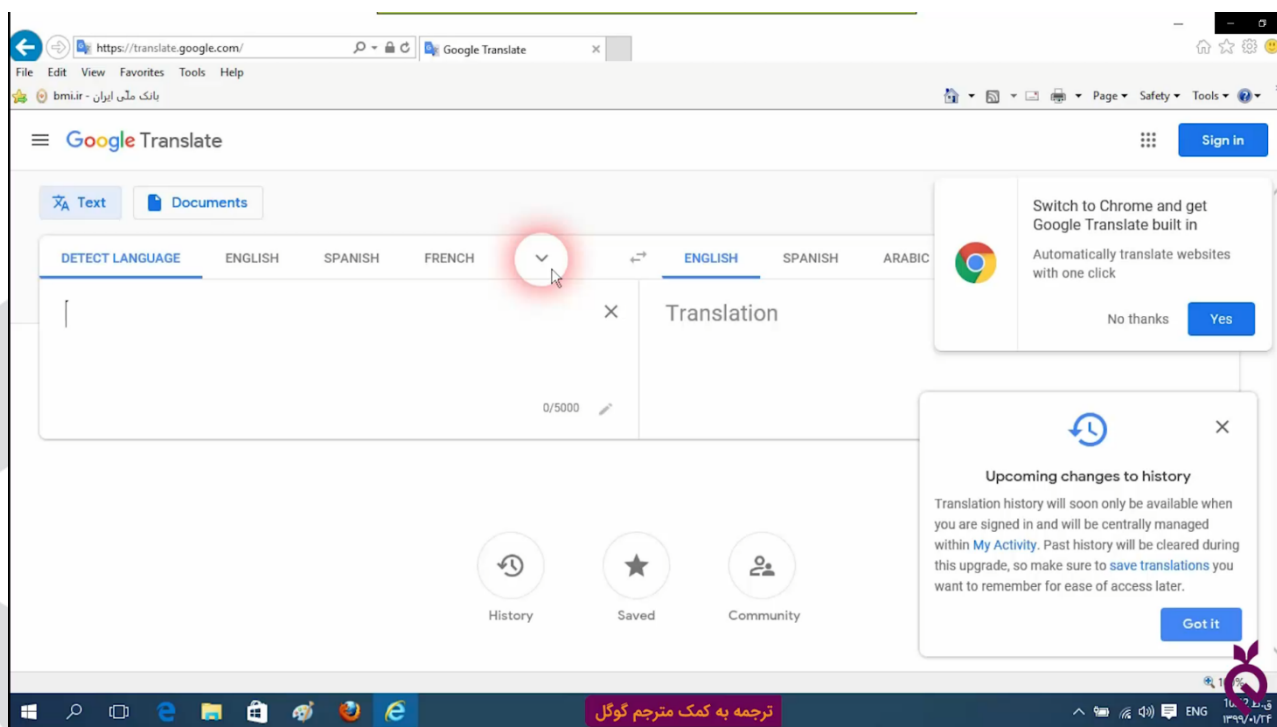 https://translate.google.com/
Google Translate
File Edit View Favorites Tools Help
بانک ملّی ایران - bmi.ir
Page Safety Tools
Google Translate
Sign in
Text Documents
DETECT LANGUAGE ENGLISH SPANISH FRENCH ENGLISH SPANISH ARABIC
Translation
0/5000
Switch to Chrome and get
Google Translate built in
Automatically translate websites
with one click
No thanks Yes
Upcoming changes to history
Translation history will soon only be available when
you are signed in and will be centrally managed
within My Activity. Past history will be cleared during
this upgrade, so make sure to save translations you
want to remember for ease of access later.
Got it
History Saved Community
ترجمه به کمک مترجم گوگل
ENG